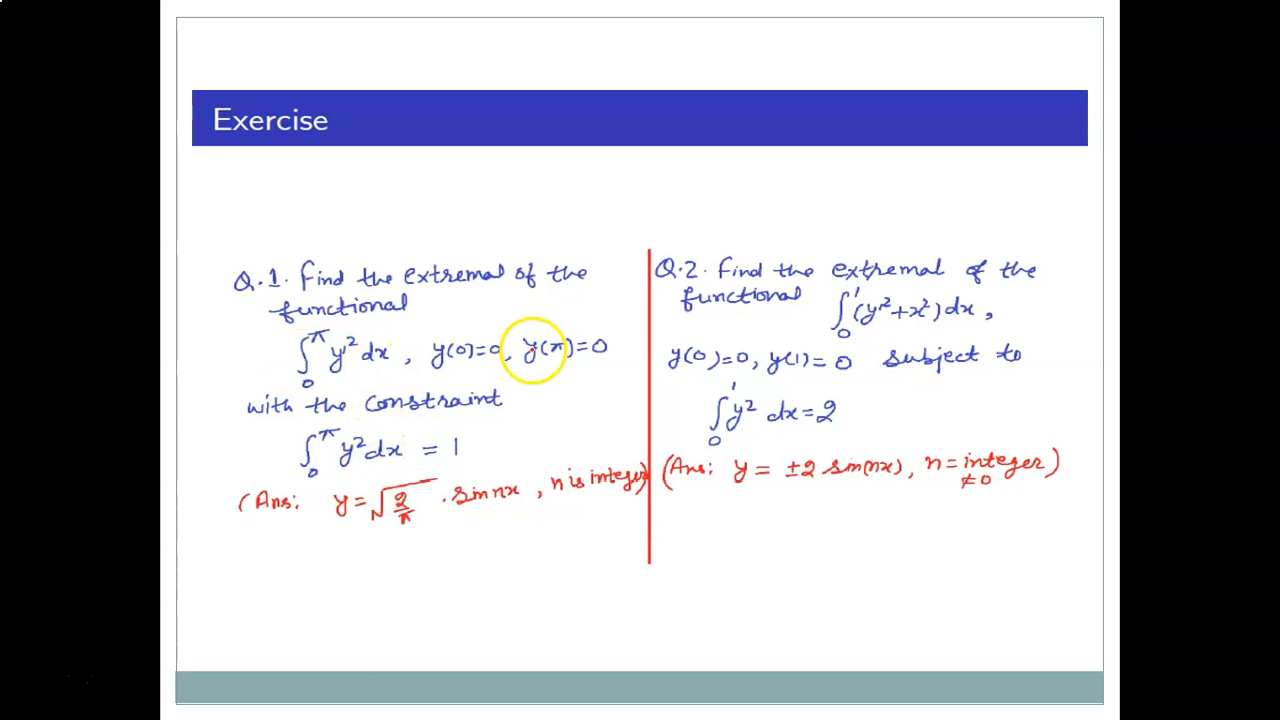 Exercise
Q.1. Find the extremal of the
functional
∫₀^π y'² dx, y(0)=0, y(π)=0
with the constraint
∫₀^π y² dx = 1
(Ans: y = √(2/π) . sin nx, n is integer)
Q.2. Find the extremal of the
functional ∫₀¹ (y'²+x²) dx,
y(0)=0, y(1)=0 subject to
∫₀¹ y² dx = 2
(Ans: y = ±2 sin(nx), n = integer)
≠0